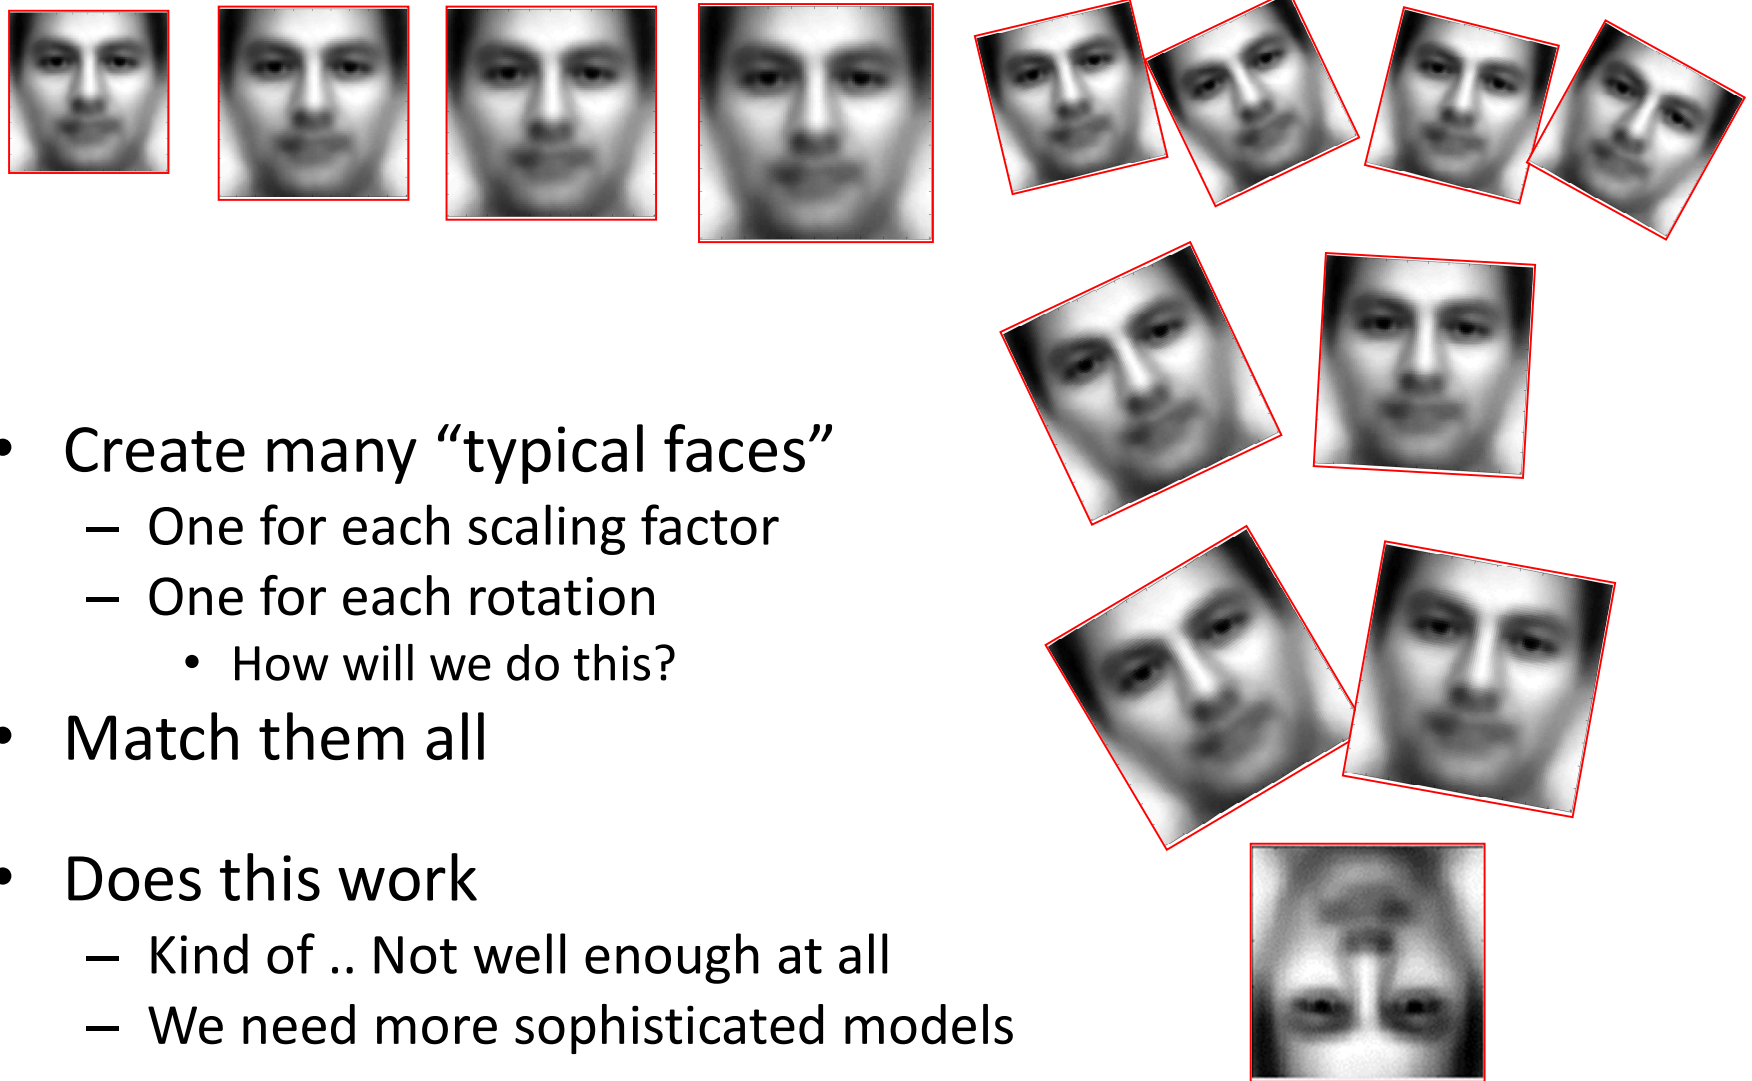 • Create many “typical faces”
– One for each scaling factor
– One for each rotation
• How will we do this?
• Match them all
• Does this work
– Kind of .. Not well enough at all
– We need more sophisticated models